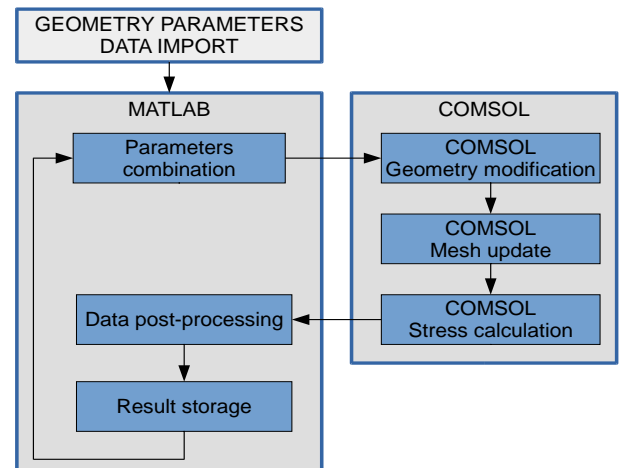 GEOMETRY PARAMETERS
DATA IMPORT
MATLAB
Parameters
combination
Data post-processing
Result storage
COMSOL
COMSOL
Geometry modification
COMSOL
Mesh update
COMSOL
Stress calculation